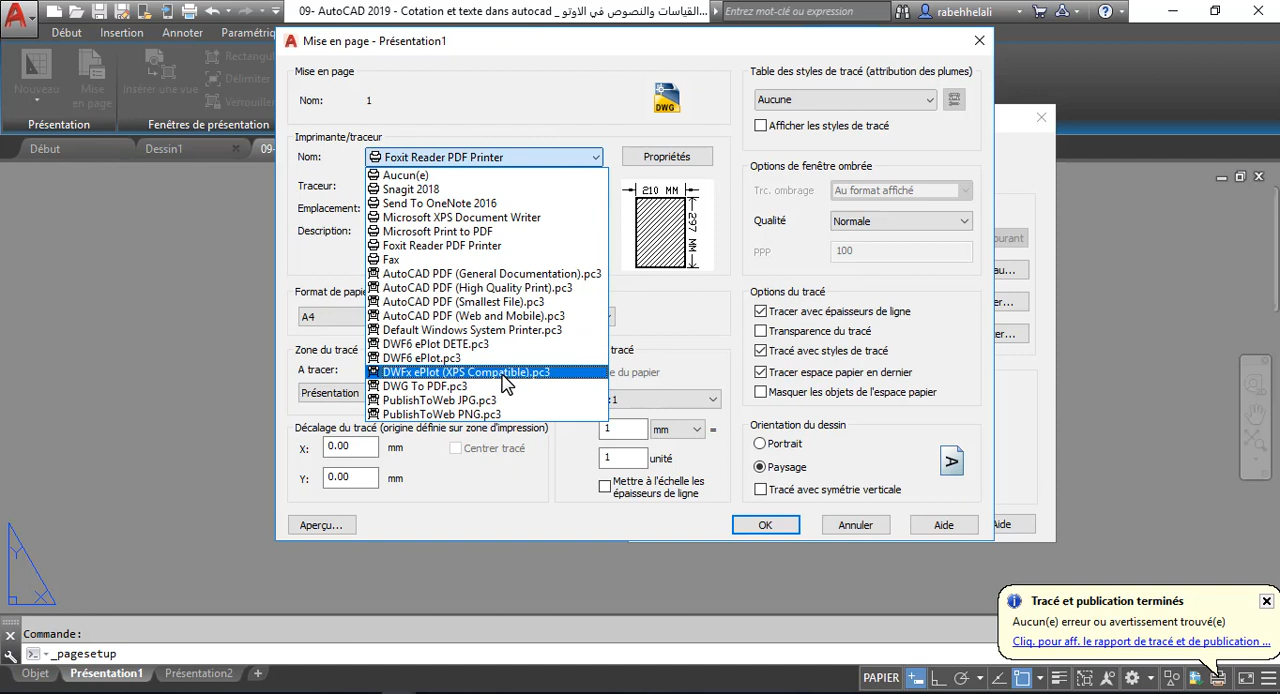 09- AutoCAD 2019 - Cotation et texte dans autocad _ القياسات والنصوص في الاوتو
Entrez mot-clé ou expression
rabehhelali
Début
Insertion
Annoter
Paramétriq
Nouveau
Mise
en page
Insérer une vue
Rectangul
Délimiter
Verrouiller
Présentation
Fenêtres de présentation
Début
Dessin1
09-
Mise en page - Présentation1
Mise en page
Nom:
1
DWG
Imprimante/traceur
Nom:
Foxit Reader PDF Printer
Propriétés
Traceur:
Emplacement:
Description:
Aucun(e)
Snagit 2018
Send To OneNote 2016
Microsoft XPS Document Writer
Microsoft Print to PDF
Foxit Reader PDF Printer
Fax
AutoCAD PDF (General Documentation).pc3
AutoCAD PDF (High Quality Print).pc3
AutoCAD PDF (Smallest File).pc3
AutoCAD PDF (Web and Mobile).pc3
Default Windows System Printer.pc3
DWF6 ePlot DETE.pc3
DWF6 ePlot.pc3
DWFx ePlot (XPS Compatible).pc3
DWG To PDF.pc3
PublishToWeb JPG.pc3
PublishToWeb PNG.pc3
210 MM
297 MM
Format de papie
A4
Zone du tracé
A tracer:
Présentation
tracé
e du papier
:1
1
mm
=
1
unité
Mettre à l'échelle les
épaisseurs de ligne
Décalage du tracé (origine définie sur zone d'impression)
X:
0.00
mm
Centrer tracé
Y:
0.00
mm
Aperçu...
Table des styles de tracé (attribution des plumes)
Aucune
Afficher les styles de tracé
Options de fenêtre ombrée
Trc. ombrage
Au format affiché
Qualité
Normale
PPP
100
Options du tracé
Tracer avec épaisseurs de ligne
Transparence du tracé
Tracé avec styles de tracé
Tracer espace papier en dernier
Masquer les objets de l'espace papier
Orientation du dessin
Portrait
Paysage
A
Tracé avec symétrie verticale
OK
Annuler
Aide
ourant
au...
r...
r...
Aide
Y
X
Tracé et publication terminés
Aucun(e) erreur ou avertissement trouvé(e)
Cliq. pour aff. le rapport de tracé et de publication ...
Commande:
_pagesetup
Objet
Présentation1
Présentation2
PAPIER